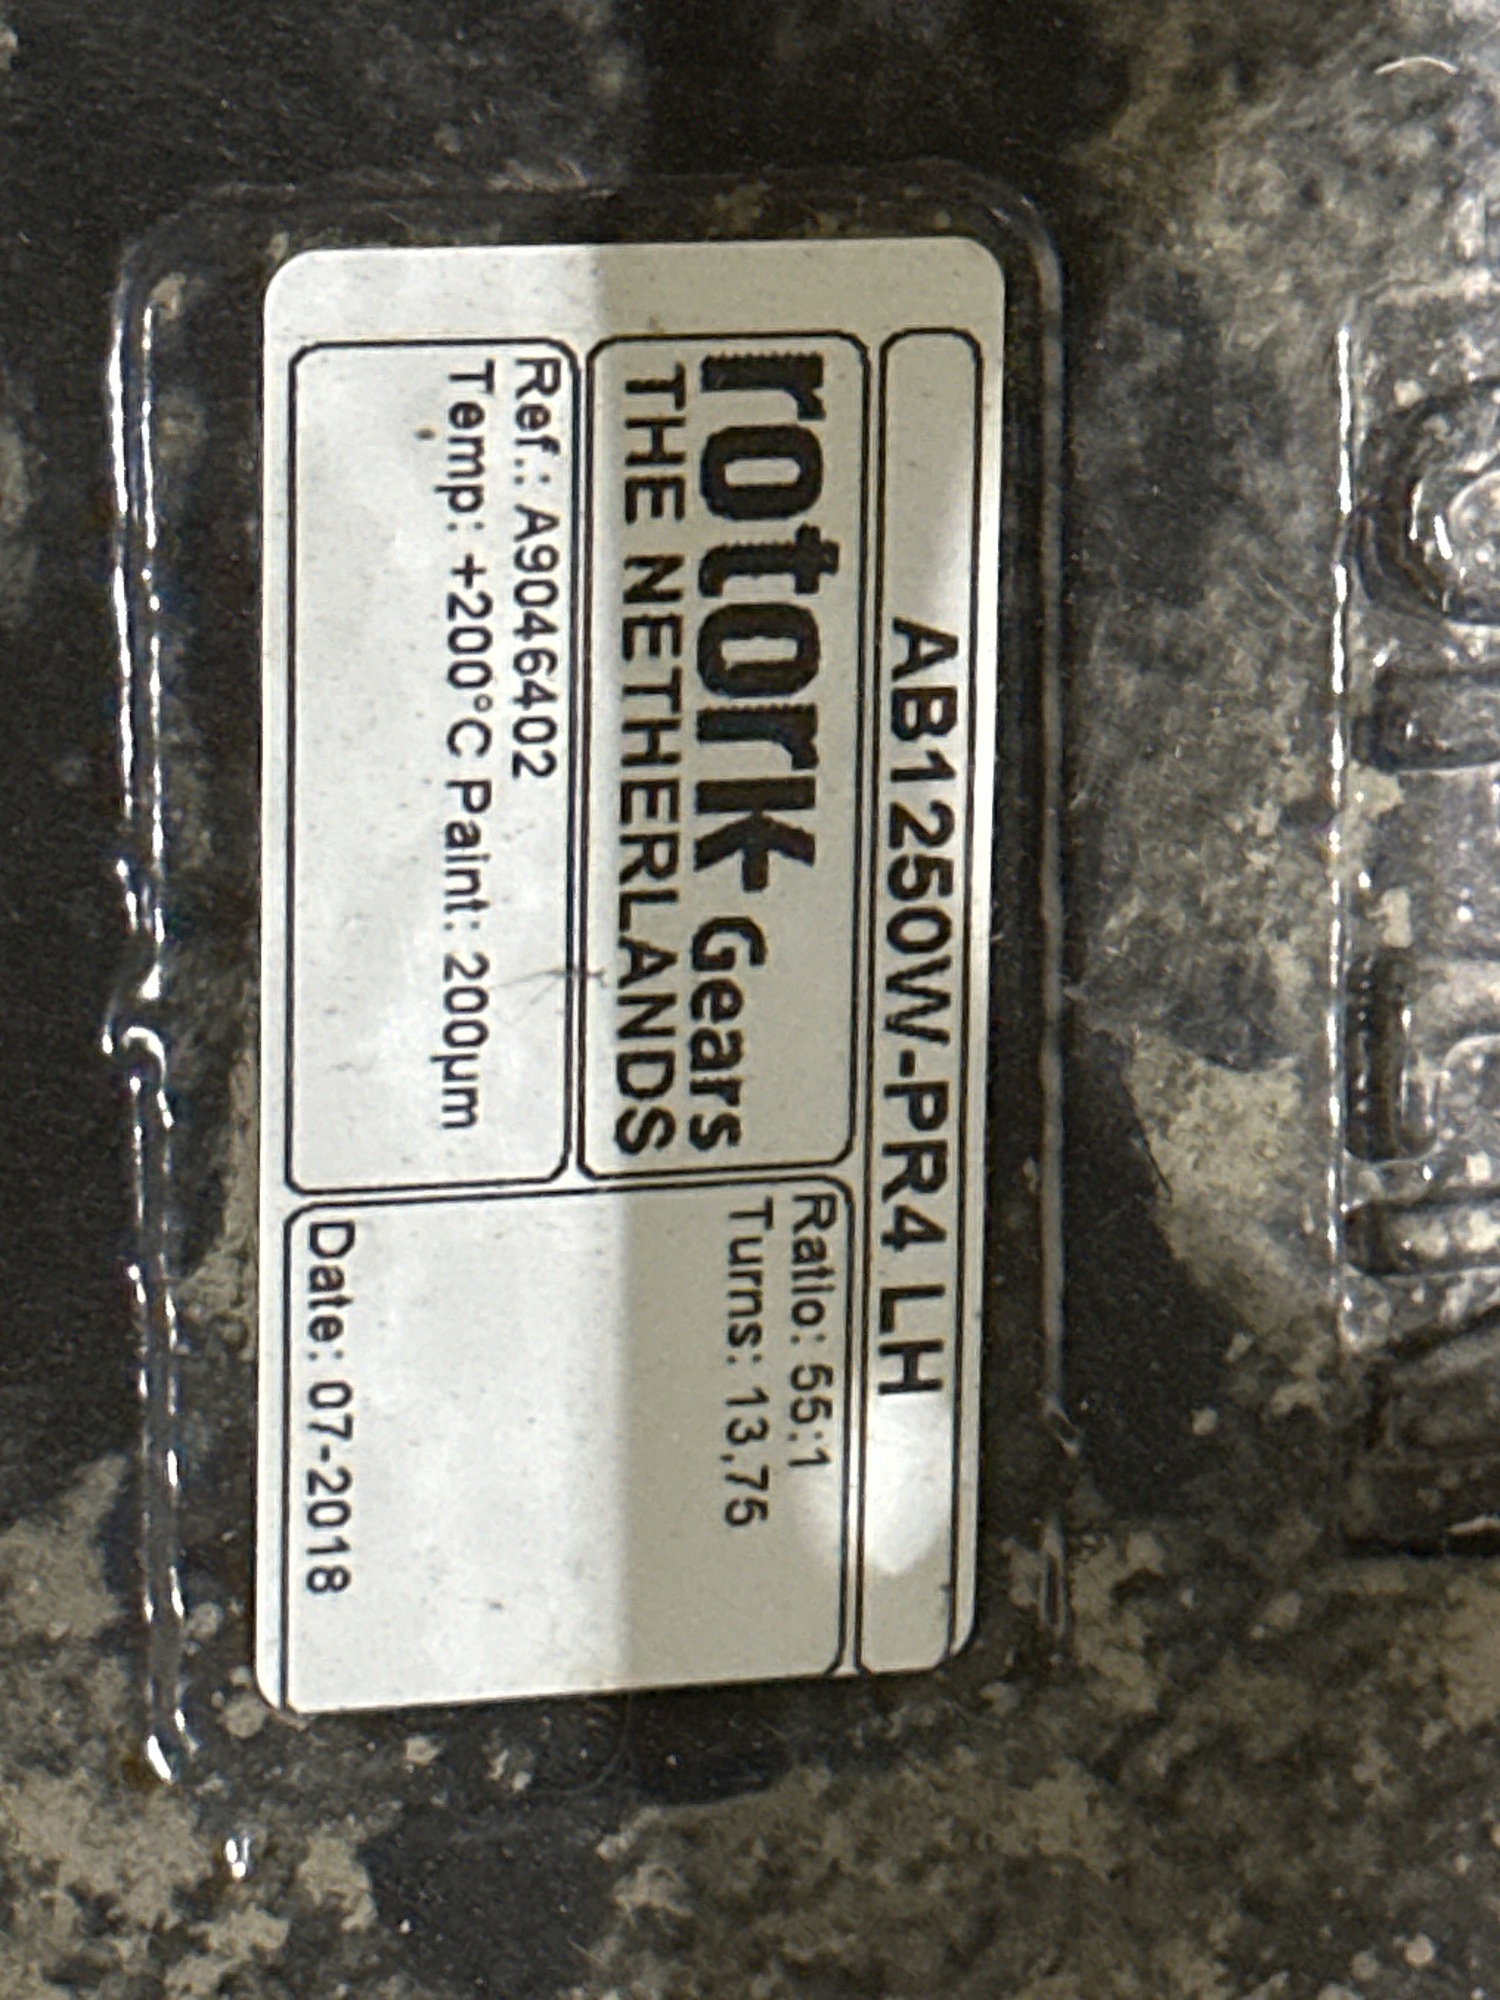 AB1250W-PR4 LH
rotork Gears
THE NETHERLANDS
Ratio: 55:1
Turns: 13,75
Ref.: A9046402
Temp: +200°C Paint: 200µm
Date: 07-2018